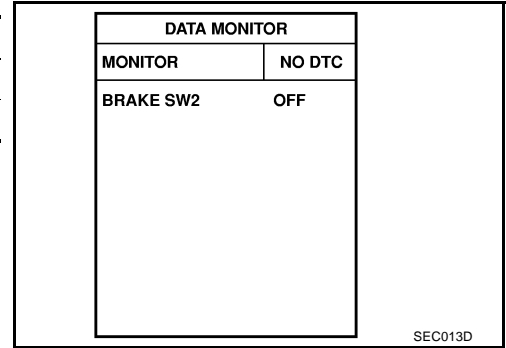 DATA MONITOR
MONITOR NO DTC
BRAKE SW2 OFF
SEC013D